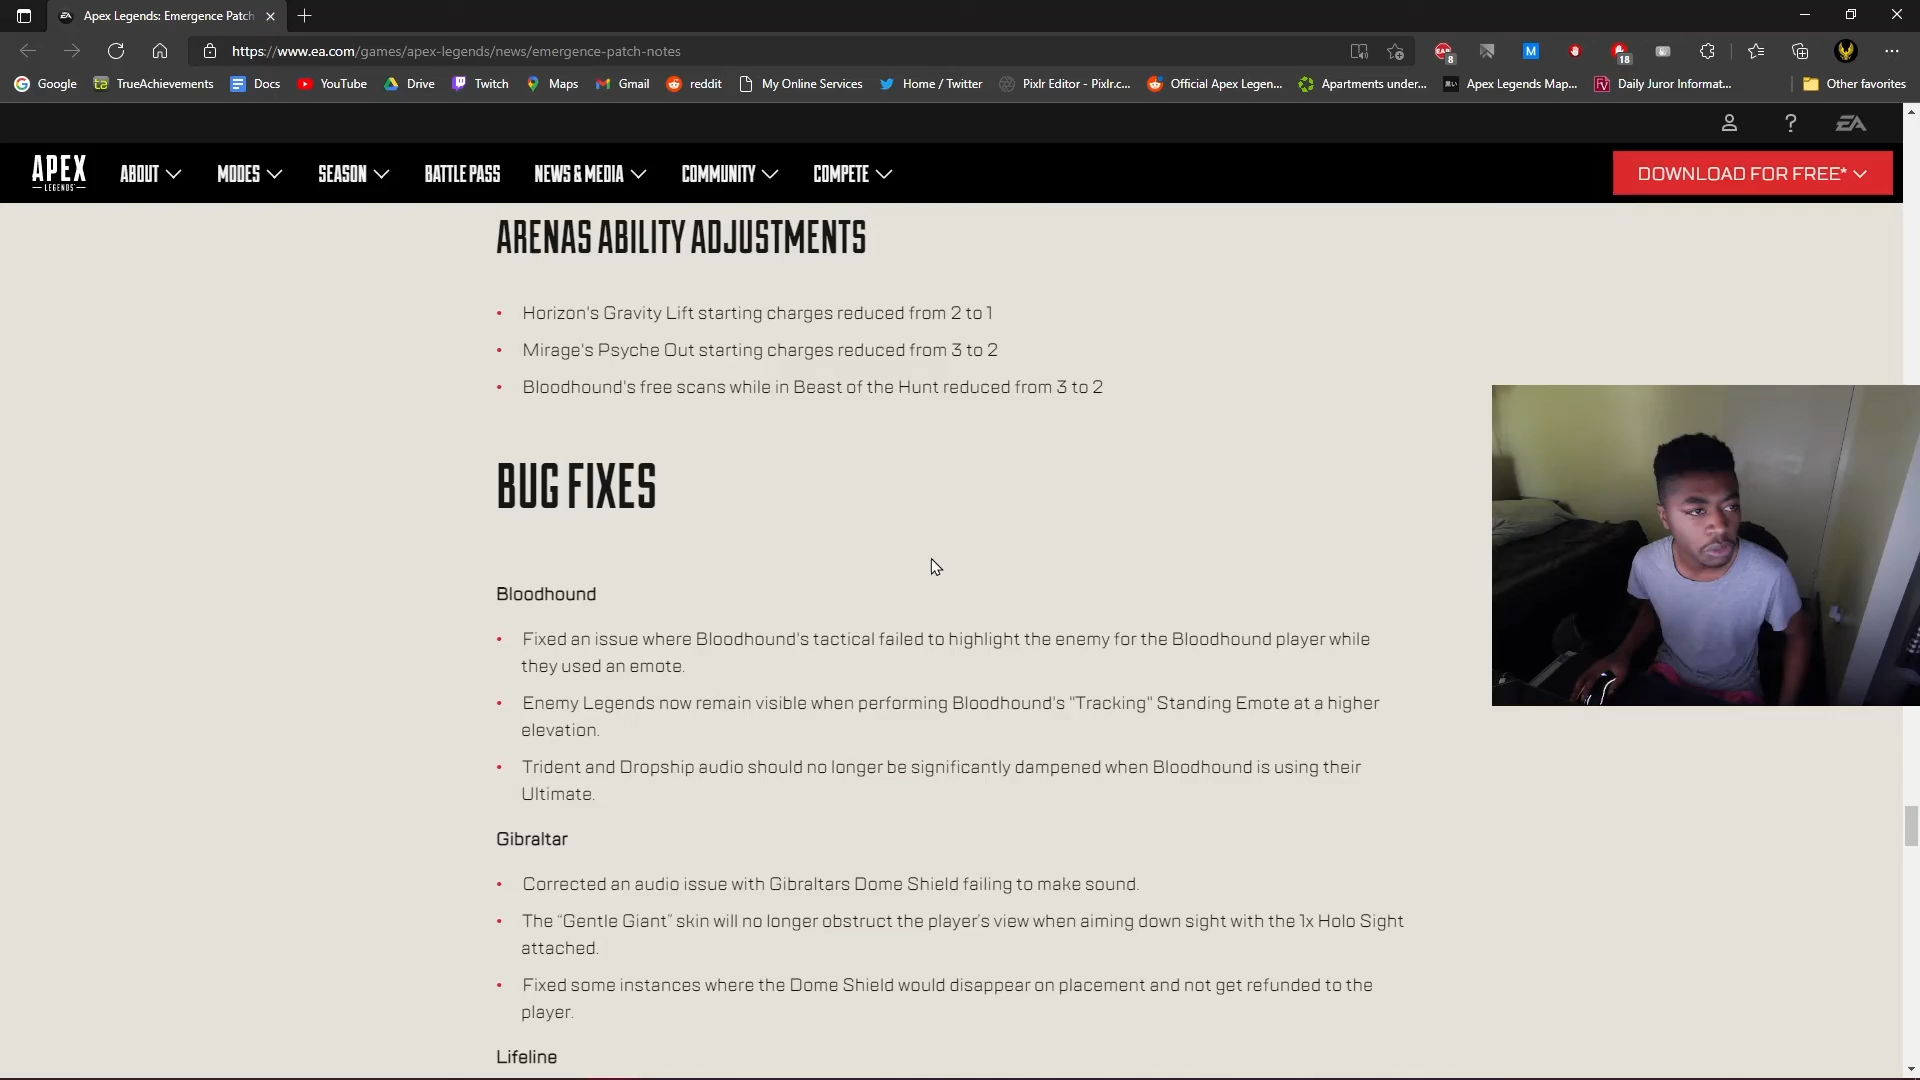 Apex Legends: Emergence Patch
https://www.ea.com/games/apex-legends/news/emergence-patch-notes
8
M
18
Google
TrueAchievements
Docs
YouTube
Drive
Twitch
Maps
Gmail
reddit
My Online Services
Home / Twitter
Pixlr Editor - Pixlr.c...
Official Apex Legen...
Apartments under...
Apex Legends Map...
Daily Juror Informat...
Other favorites
?
EA
APEX
LEGENDS
ABOUT
MODES
SEASON
BATTLE PASS
NEWS & MEDIA
COMMUNITY
COMPETE
DOWNLOAD FOR FREE*
ARENAS ABILITY ADJUSTMENTS
• Horizon's Gravity Lift starting charges reduced from 2 to 1
• Mirage's Psyche Out starting charges reduced from 3 to 2
• Bloodhound's free scans while in Beast of the Hunt reduced from 3 to 2
BUG FIXES
Bloodhound
• Fixed an issue where Bloodhound's tactical failed to highlight the enemy for the Bloodhound player while
they used an emote.
• Enemy Legends now remain visible when performing Bloodhound's "Tracking" Standing Emote at a higher
elevation.
• Trident and Dropship audio should no longer be significantly dampened when Bloodhound is using their
Ultimate.
Gibraltar
• Corrected an audio issue with Gibraltars Dome Shield failing to make sound.
• The “Gentle Giant” skin will no longer obstruct the player's view when aiming down sight with the 1x Holo Sight
attached.
• Fixed some instances where the Dome Shield would disappear on placement and not get refunded to the
player.
Lifeline